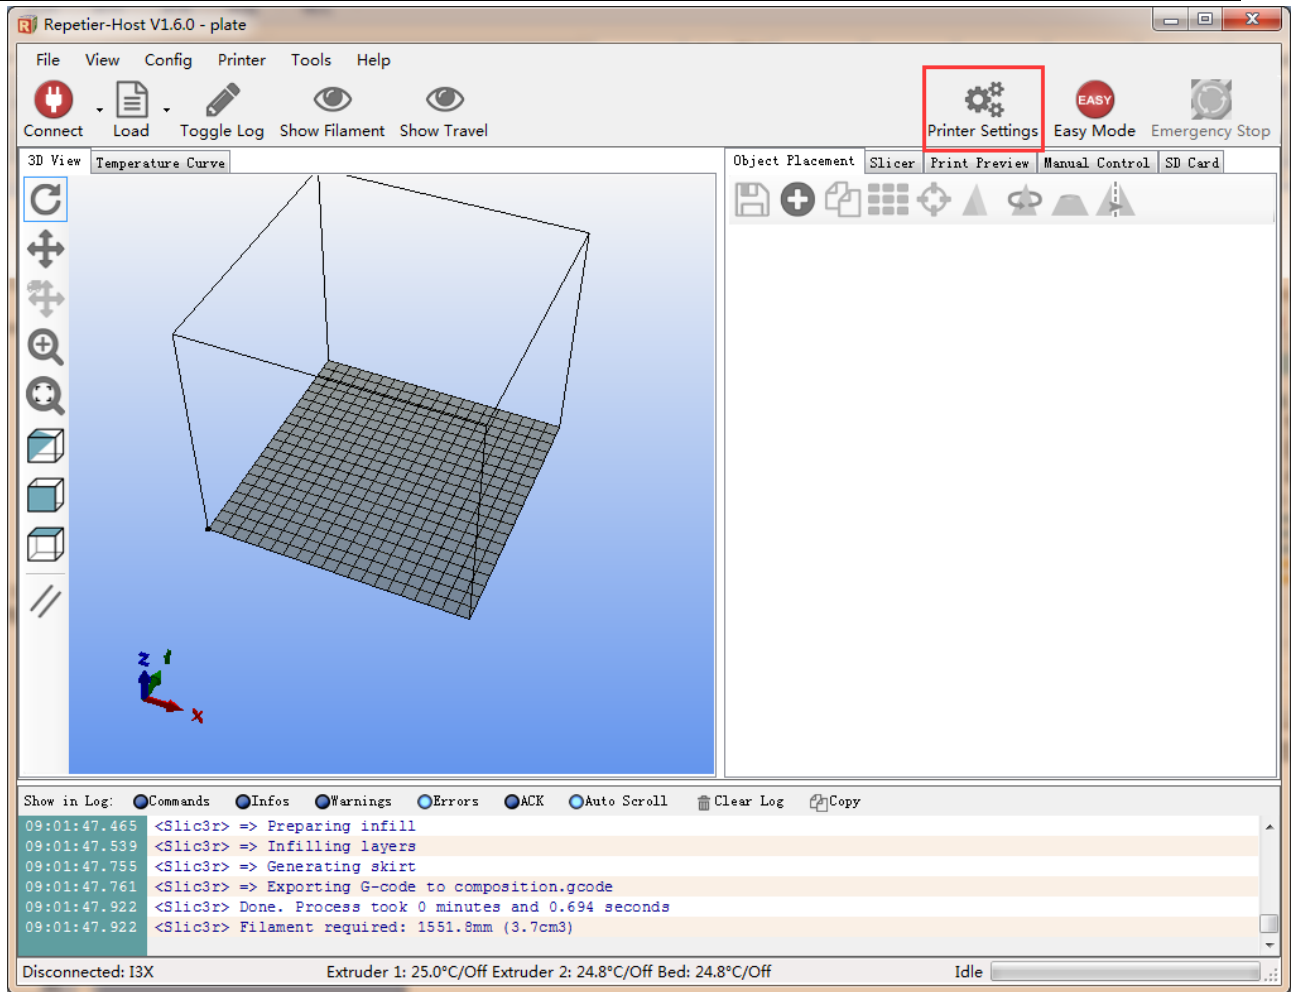 Repetier-Host V1.6.0 - plate
File View Config Printer Tools Help
Connect Load Toggle Log Show Filament Show Travel Printer Settings EASY Easy Mode Emergency Stop
3D View Temperature Curve
Object Placement Slicer Print Preview Manual Control SD Card
Z Y
X
Show in Log: Commands Infos Warnings Errors ACK Auto Scroll Clear Log Copy
09:01:47.465 <Slic3r> => Preparing infill
09:01:47.539 <Slic3r> => Infilling layers
09:01:47.755 <Slic3r> => Generating skirt
09:01:47.761 <Slic3r> => Exporting G-code to composition.gcode
09:01:47.922 <Slic3r> Done. Process took 0 minutes and 0.694 seconds
09:01:47.922 <Slic3r> Filament required: 1551.8mm (3.7cm3)
Disconnected: I3X Extruder 1: 25.0°C/Off Extruder 2: 24.8°C/Off Bed: 24.8°C/Off Idle